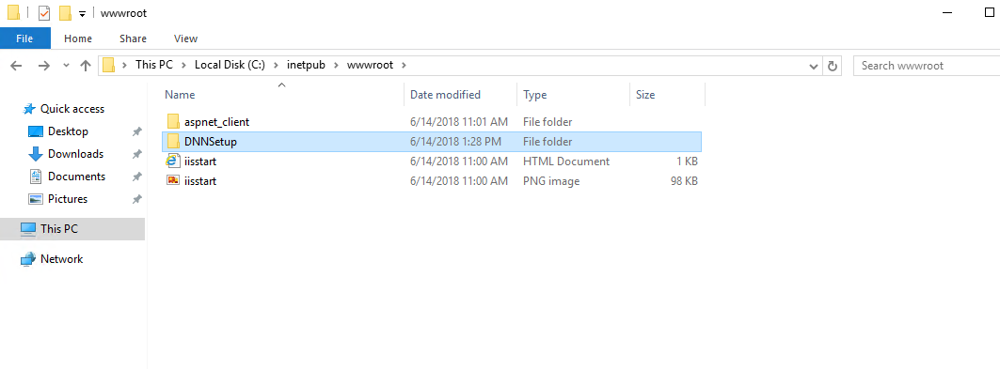 wwwroot
File Home Share View
This PC Local Disk (C:) inetpub wwwroot Search wwwroot
Name Date modified Type Size
Quick access
Desktop
Downloads
Documents
Pictures
This PC
Network
aspnet_client 6/14/2018 11:01 AM File folder
DNNSetup 6/14/2018 1:28 PM File folder
iisstart 6/14/2018 11:00 AM HTML Document 1 KB
iisstart 6/14/2018 11:00 AM PNG image 98 KB